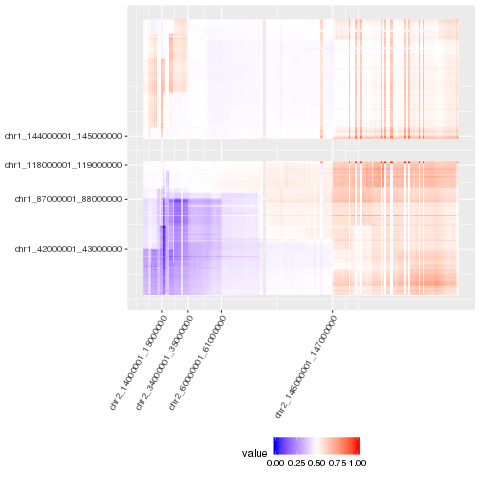 chr1_144000001_145000000
chr1_118000001_119000000
chr1_87000001_88000000
chr1_42000001_43000000
chr2_14000001_15000000
chr2_34000001_35000000
chr2_60000001_61000000
chr2_146000001_147000000
value
0.00 0.25 0.50 0.75 1.00